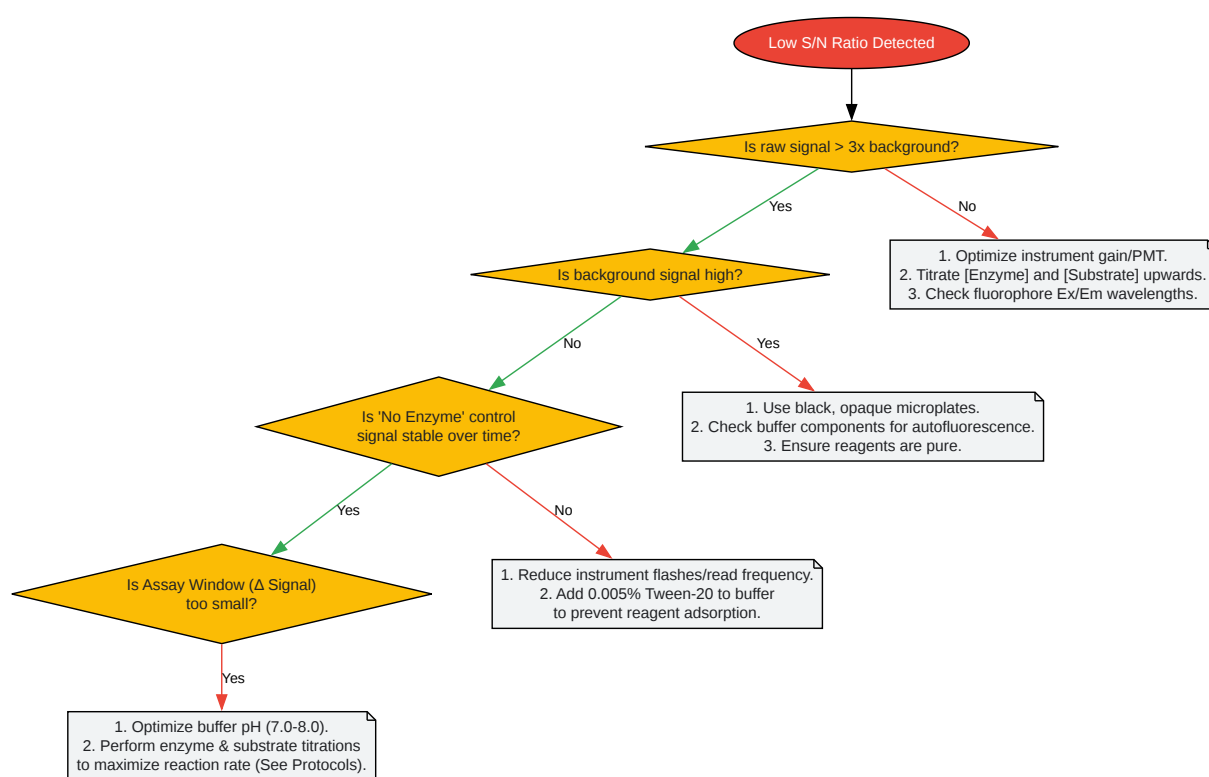 Low S/N Ratio Detected
Is raw signal > 3x background?
Yes
No
1. Optimize instrument gain/PMT.
2. Titrate [Enzyme] and [Substrate] upwards.
3. Check fluorophore Ex/Em wavelengths.
Is background signal high?
No
Yes
1. Use black, opaque microplates.
2. Check buffer components for autofluorescence.
3. Ensure reagents are pure.
Is 'No Enzyme' control
signal stable over time?
Yes
No
1. Reduce instrument flashes/read frequency.
2. Add 0.005% Tween-20 to buffer
to prevent reagent adsorption.
Is Assay Window (Δ Signal)
too small?
Yes
1. Optimize buffer pH (7.0-8.0).
2. Perform enzyme & substrate titrations
to maximize reaction rate (See Protocols).